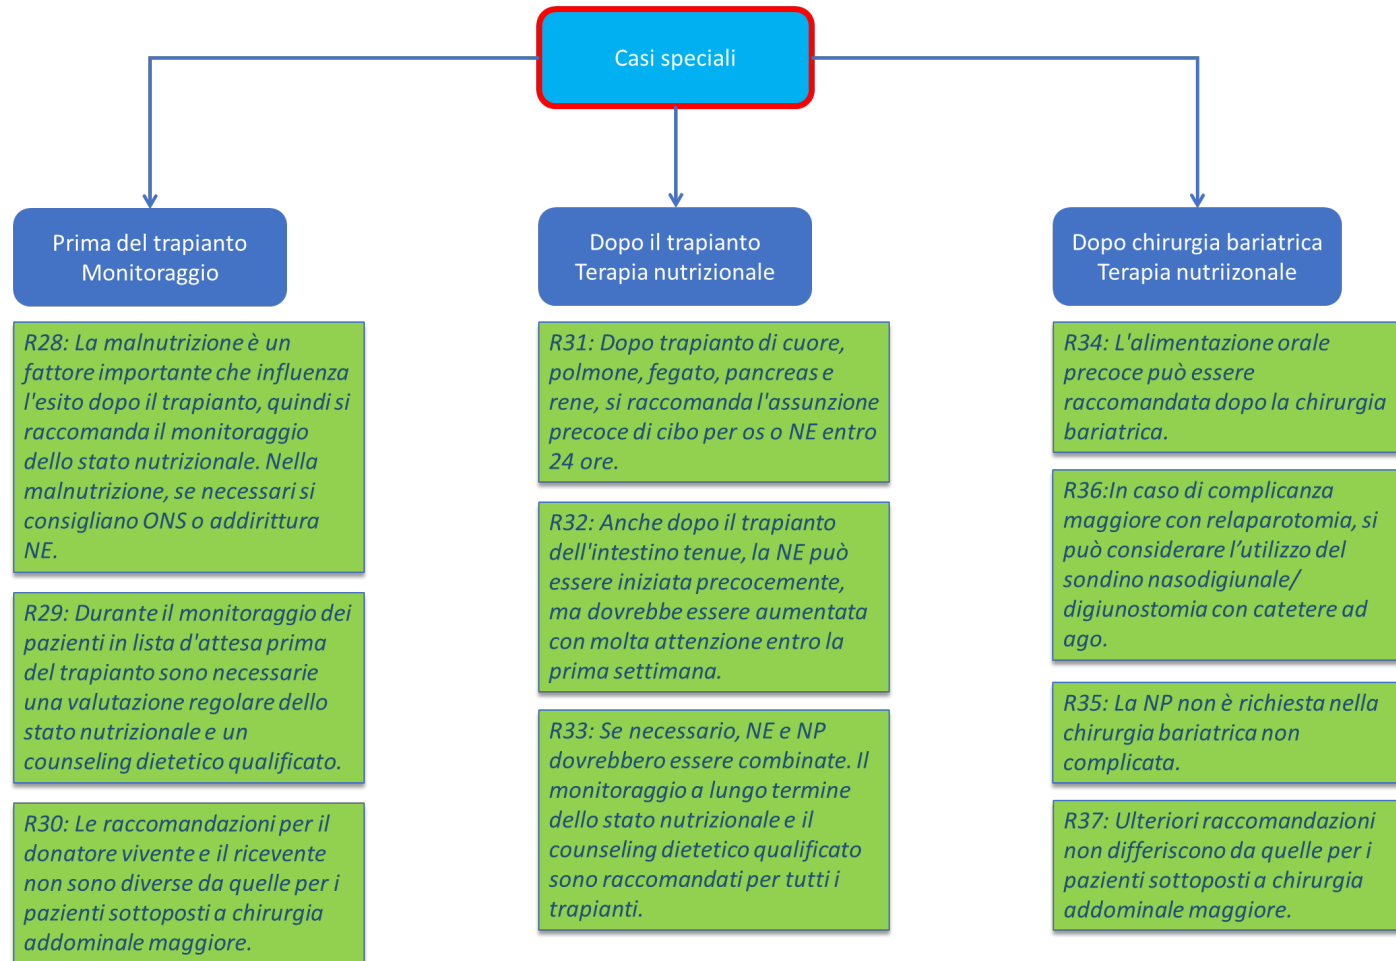 Casi speciali
Prima del trapianto
Monitoraggio
R28: La malnutrizione è un
fattore importante che influenza
l'esito dopo il trapianto, quindi si
raccomanda il monitoraggio
dello stato nutrizionale. Nella
malnutrizione, se necessari si
consigliano ONS o addirittura
NE.
R29: Durante il monitoraggio dei
pazienti in lista d'attesa prima
del trapianto sono necessarie
una valutazione regolare dello
stato nutrizionale e un
counseling dietetico qualificato.
R30: Le raccomandazioni per il
donatore vivente e il ricevente
non sono diverse da quelle per i
pazienti sottoposti a chirurgia
addominale maggiore.
Dopo il trapianto
Terapia nutrizionale
R31: Dopo trapianto di cuore,
polmone, fegato, pancreas e
rene, si raccomanda l'assunzione
precoce di cibo per os o NE entro
24 ore.
R32: Anche dopo il trapianto
dell'intestino tenue, la NE può
essere iniziata precocemente,
ma dovrebbe essere aumentata
con molta attenzione entro la
prima settimana.
R33: Se necessario, NE e NP
dovrebbero essere combinate. Il
monitoraggio a lungo termine
dello stato nutrizionale e il
counseling dietetico qualificato
sono raccomandati per tutti i
trapianti.
Dopo chirurgia bariatrica
Terapia nutriizonale
R34: L'alimentazione orale
precoce può essere
raccomandata dopo la chirurgia
bariatrica.
R36:In caso di complicanza
maggiore con relaparotomia, si
può considerare l’utilizzo del
sondino nasodigiunale/
digiunostomia con catetere ad
ago.
R35: La NP non è richiesta nella
chirurgia bariatrica non
complicata.
R37: Ulteriori raccomandazioni
non differiscono da quelle per i
pazienti sottoposti a chirurgia
addominale maggiore.